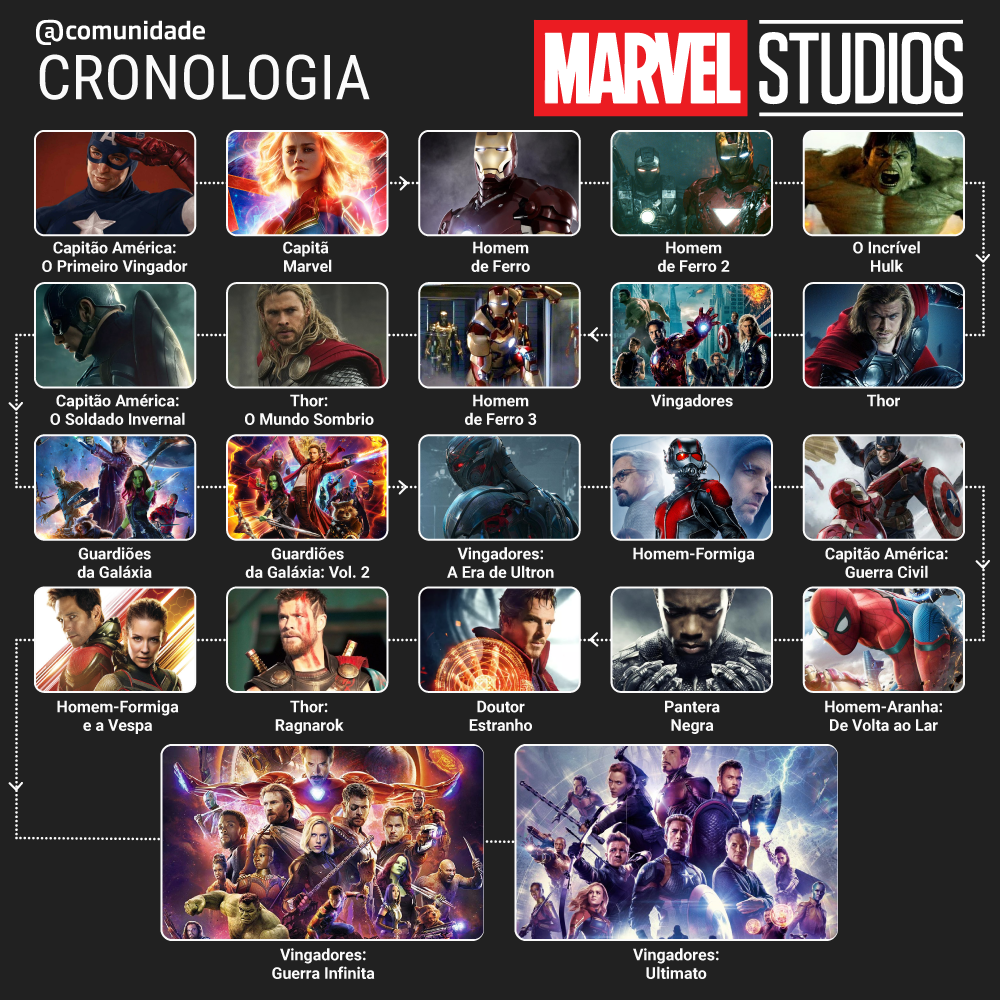 @comunidade
CRONOLOGIA
MARVEL STUDIOS
Capitão América:
O Primeiro Vingador
Capitã
Marvel
Homem
de Ferro
Homem
de Ferro 2
O Incrível
Hulk
Capitão América:
O Soldado Invernal
Thor:
O Mundo Sombrio
Homem
de Ferro 3
Vingadores
Thor
Guardiões
da Galáxia
Guardiões
da Galáxia: Vol. 2
Vingadores:
A Era de Ultron
Homem-Formiga
Capitão América:
Guerra Civil
Homem-Formiga
e a Vespa
Thor:
Ragnarok
Doutor
Estranho
Pantera
Negra
Homem-Aranha:
De Volta ao Lar
Vingadores:
Guerra Infinita
Vingadores:
Ultimato